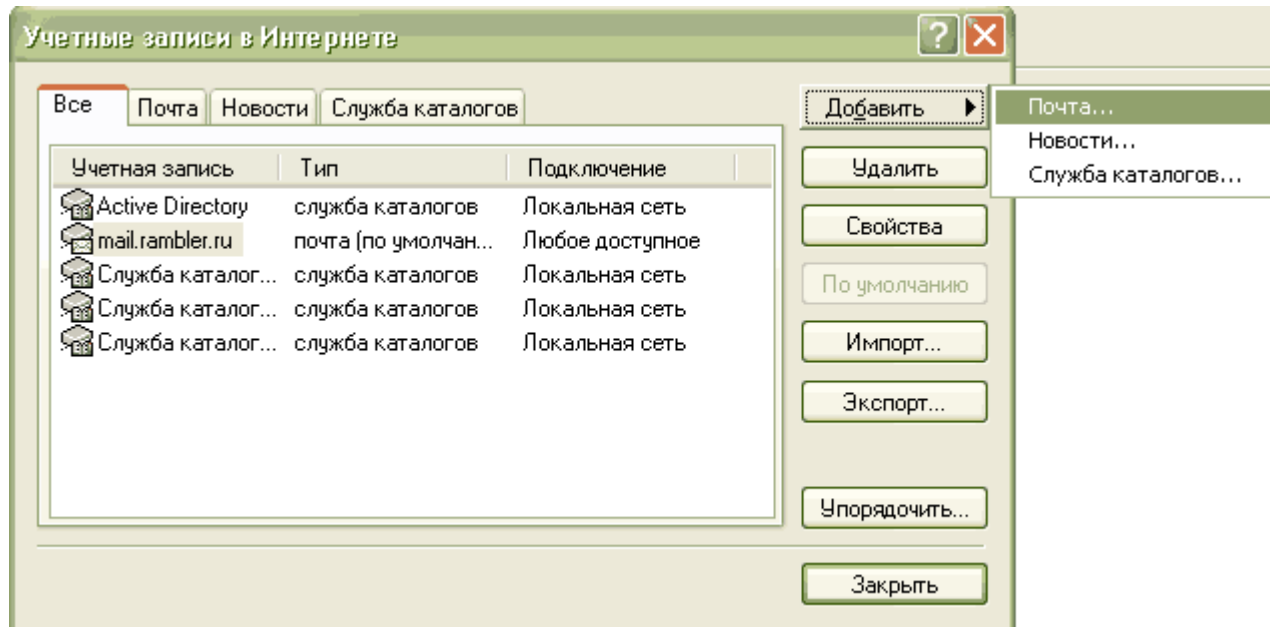 Учетные записи в Интернете
Все Почта Новости Служба каталогов
Добавить
Почта...
Новости...
Служба каталогов...
Учетная запись Тип Подключение
Удалить
Active Directory служба каталогов Локальная сеть
mail.rambler.ru почта (по умолчан... Любое доступное
Свойства
Служба каталог... служба каталогов Локальная сеть
По умолчанию
Служба каталог... служба каталогов Локальная сеть
Служба каталог... служба каталогов Локальная сеть
Импорт...
Экспорт...
Упорядочить...
Закрыть